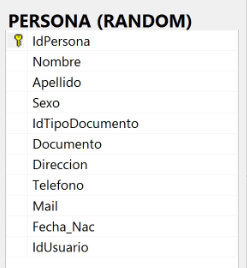 PERSONA (RANDOM)
IdPersona
Nombre
Apellido
Sexo
IdTipoDocumento
Documento
Direccion
Telefono
Mail
Fecha_Nac
IdUsuario